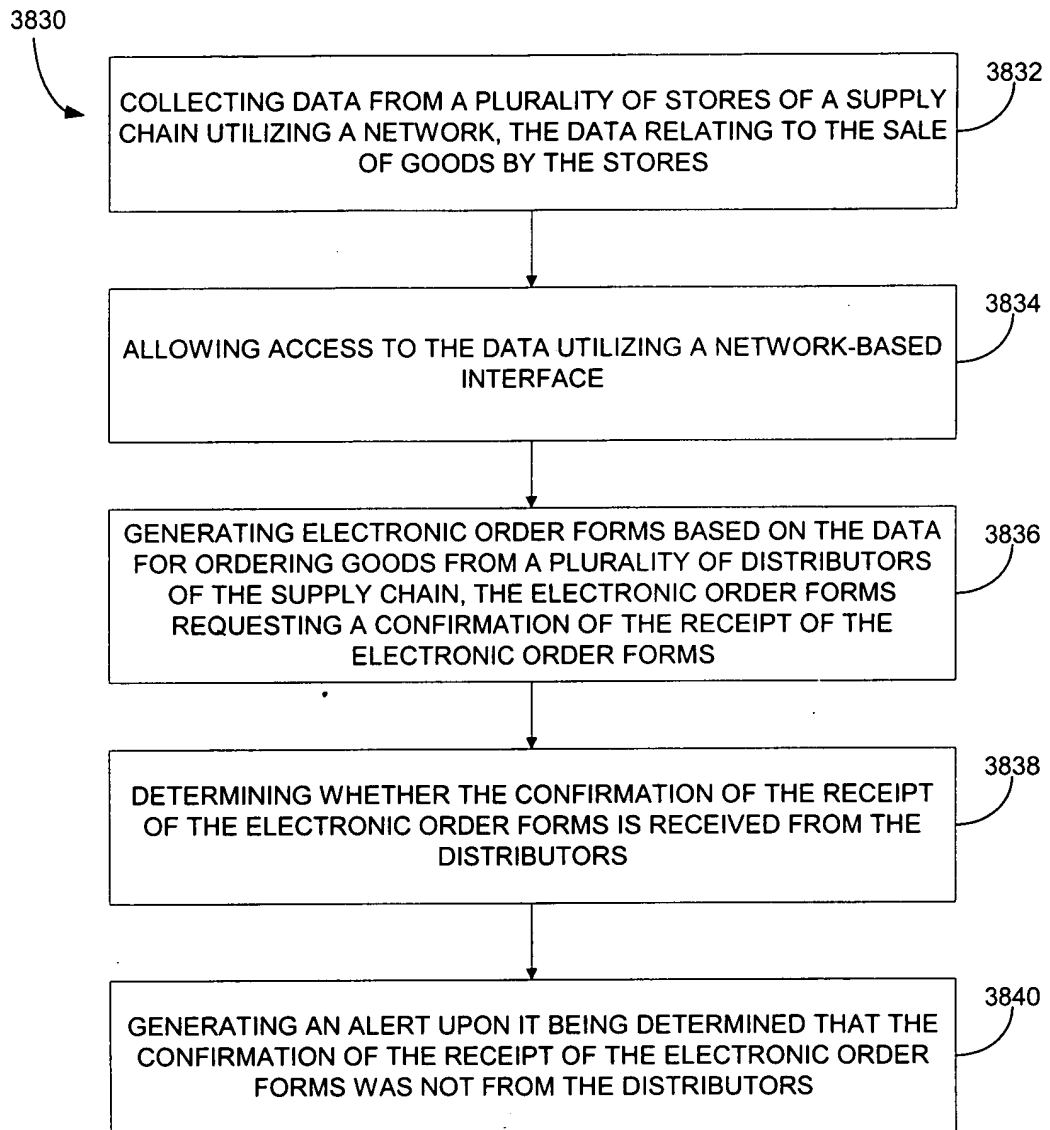 3830
3832
COLLECTING DATA FROM A PLURALITY OF STORES OF A SUPPLY
CHAIN UTILIZING A NETWORK, THE DATA RELATING TO THE SALE
OF GOODS BY THE STORES
3834
ALLOWING ACCESS TO THE DATA UTILIZING A NETWORK-BASED
INTERFACE
3836
GENERATING ELECTRONIC ORDER FORMS BASED ON THE DATA
FOR ORDERING GOODS FROM A PLURALITY OF DISTRIBUTORS
OF THE SUPPLY CHAIN, THE ELECTRONIC ORDER FORMS
REQUESTING A CONFIRMATION OF THE RECEIPT OF THE
ELECTRONIC ORDER FORMS
3838
DETERMINING WHETHER THE CONFIRMATION OF THE RECEIPT
OF THE ELECTRONIC ORDER FORMS IS RECEIVED FROM THE
DISTRIBUTORS
3840
GENERATING AN ALERT UPON IT BEING DETERMINED THAT THE
CONFIRMATION OF THE RECEIPT OF THE ELECTRONIC ORDER
FORMS WAS NOT FROM THE DISTRIBUTORS